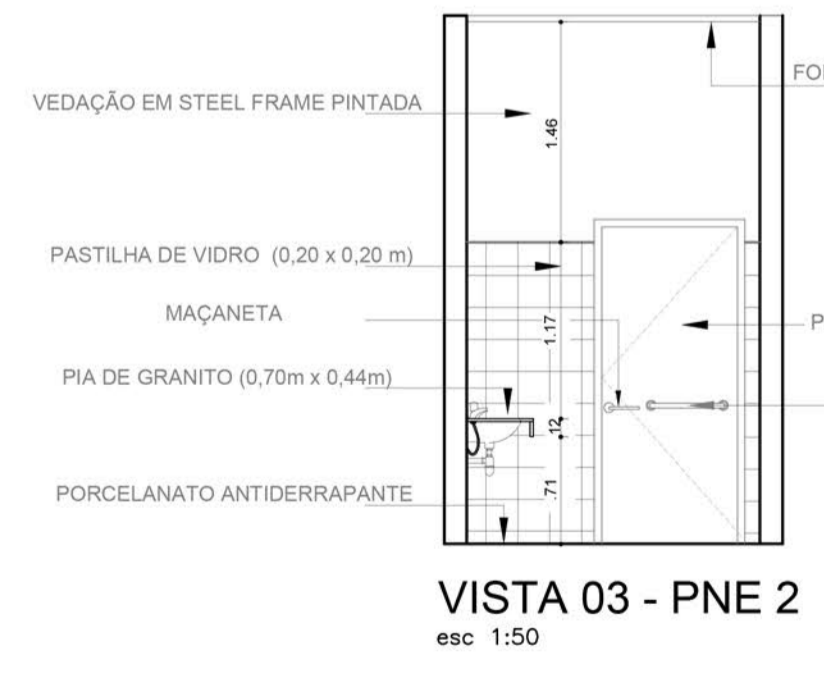 VEDAÇÃO EM STEEL FRAME PINTADA
1.46
PASTILHA DE VIDRO (0,20 x 0,20 m)
MAÇANETA
1.17
PIA DE GRANITO (0,70m x 0,44m)
.12
PORCELANATO ANTIDERRAPANTE
.71
VISTA 03 - PNE 2
esc 1:50